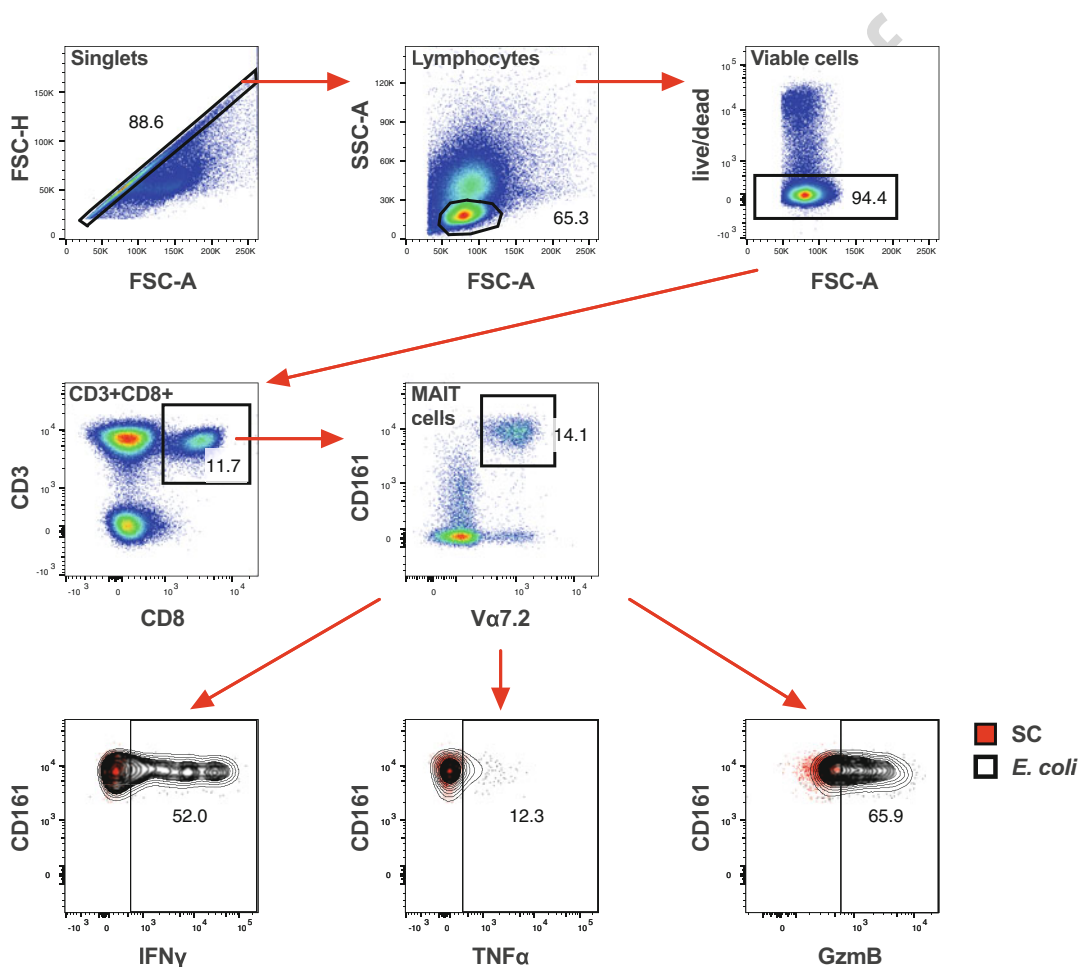 c
Singlets
88.6
FSC-H
150K
100K
50K
0
0
50K
100K
150K
200K
250K
FSC-A
Lymphocytes
65.3
SSC-A
120K
90K
60K
30K
0
0
50K
100K
150K
200K
250K
FSC-A
Viable cells
94.4
live/dead
10 5
10 4
10 3
0
-10 3
0
50K
100K
150K
200K
250K
FSC-A
CD3+CD8+
11.7
CD3
10 4
10 3
0
-10 3
-10 3
0
10 3
10 4
CD8
MAIT
cells
14.1
CD161
10 4
10 3
0
-10 3
0
10 3
10 4
Vα7.2
52.0
CD161
10 4
10 3
0
-10 3
0
10 3
10 4
10 5
IFNγ
12.3
CD161
10 4
10 3
0
-10 3
0
10 3
10 4
10 5
TNFα
65.9
CD161
10 4
10 3
0
-10 3
0
10 3
10 4
GzmB
SC
E. coli